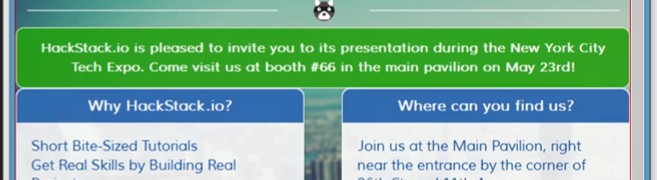 HackStack.io is pleased to invite you to its presentation during the New York City
Tech Expo. Come visit us at booth #66 in the main pavilion on May 23rd!
Why HackStack.io?
Short Bite-Sized Tutorials
Get Real Skills by Building Real
Where can you find us?
Join us at the Main Pavilion, right
near the entrance by the corner of